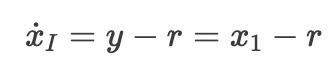 ẋ_I = y − r = x_1 − r